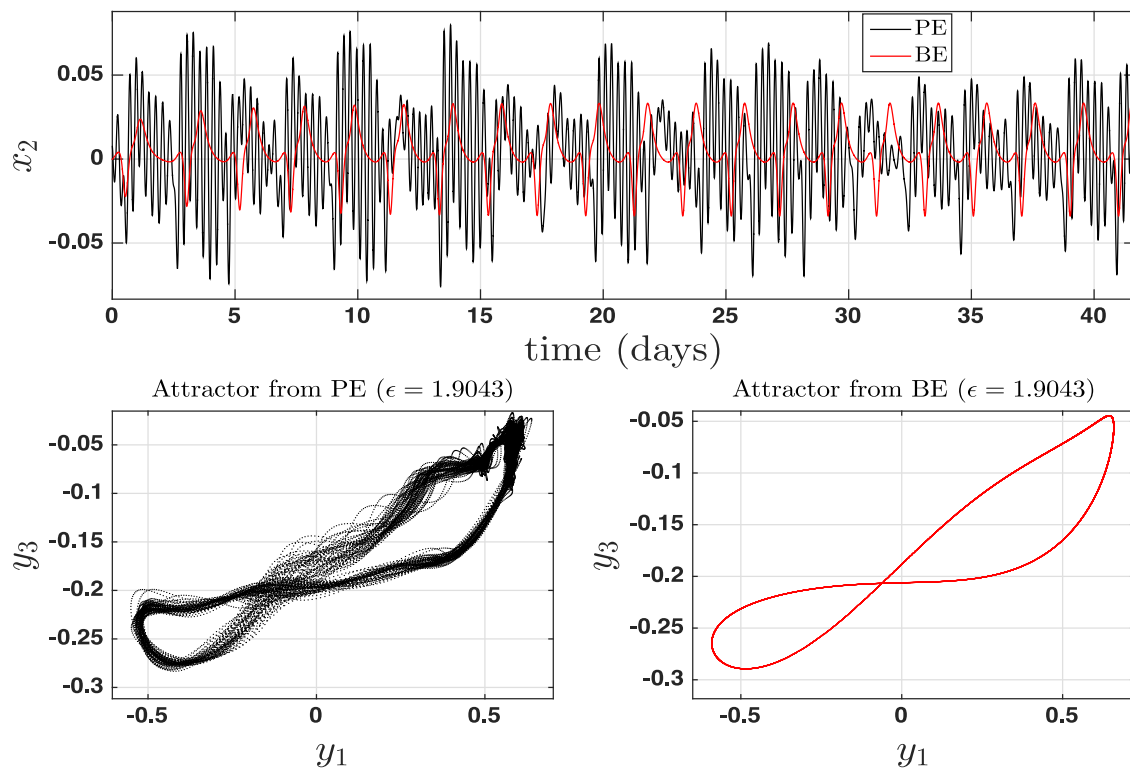 PE
BE
0.05
0
-0.05
x₂
0 5 10 15 20 25 30 35 40
time (days)
Attractor from PE (ϵ = 1.9043)
-0.05
-0.1
-0.15
-0.2
-0.25
-0.3
y₃
-0.5 0 0.5
y₁
Attractor from BE (ϵ = 1.9043)
-0.05
-0.1
-0.15
-0.2
-0.25
-0.3
y₃
-0.5 0 0.5
y₁